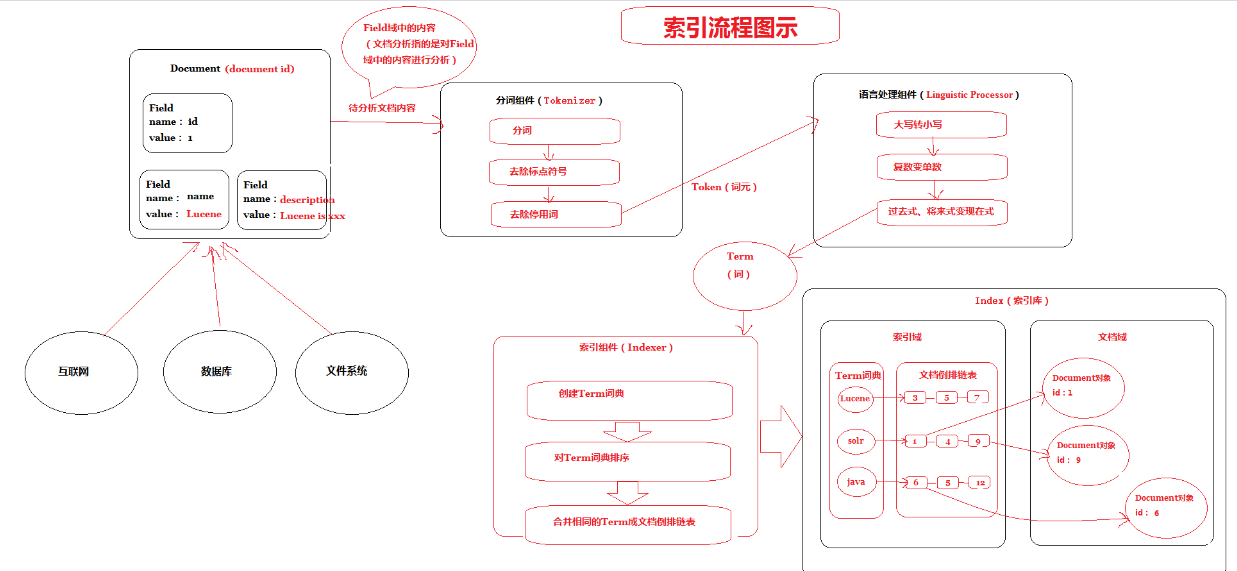 索引流程图示
Field域中的内容
（文档分析指的是对Field
域中的内容进行分析）
Document (document id)
Field
name： id
value： 1
Field
name： name
value： Lucene
Field
name：description
value：Lucene is xxx
待分析文档内容
互联网
数据库
文件系统
分词组件（Tokenizer）
分词
去除标点符号
去除停用词
Token（词元）
语言处理组件（Linguistic Processor）
大写转小写
复数变单数
过去式、将来式变现在式
Term
（词）
索引组件（Indexer）
创建Term词典
对Term词典排序
合并相同的Term成文档倒排链表
Index（索引库）
索引域
Term词典
文档倒排链表
Lucene
3 5 7
solr
1 4 9
java
6 5 12
文档域
Document对象
id：1
Document对象
id： 9
Document对象
id： 6